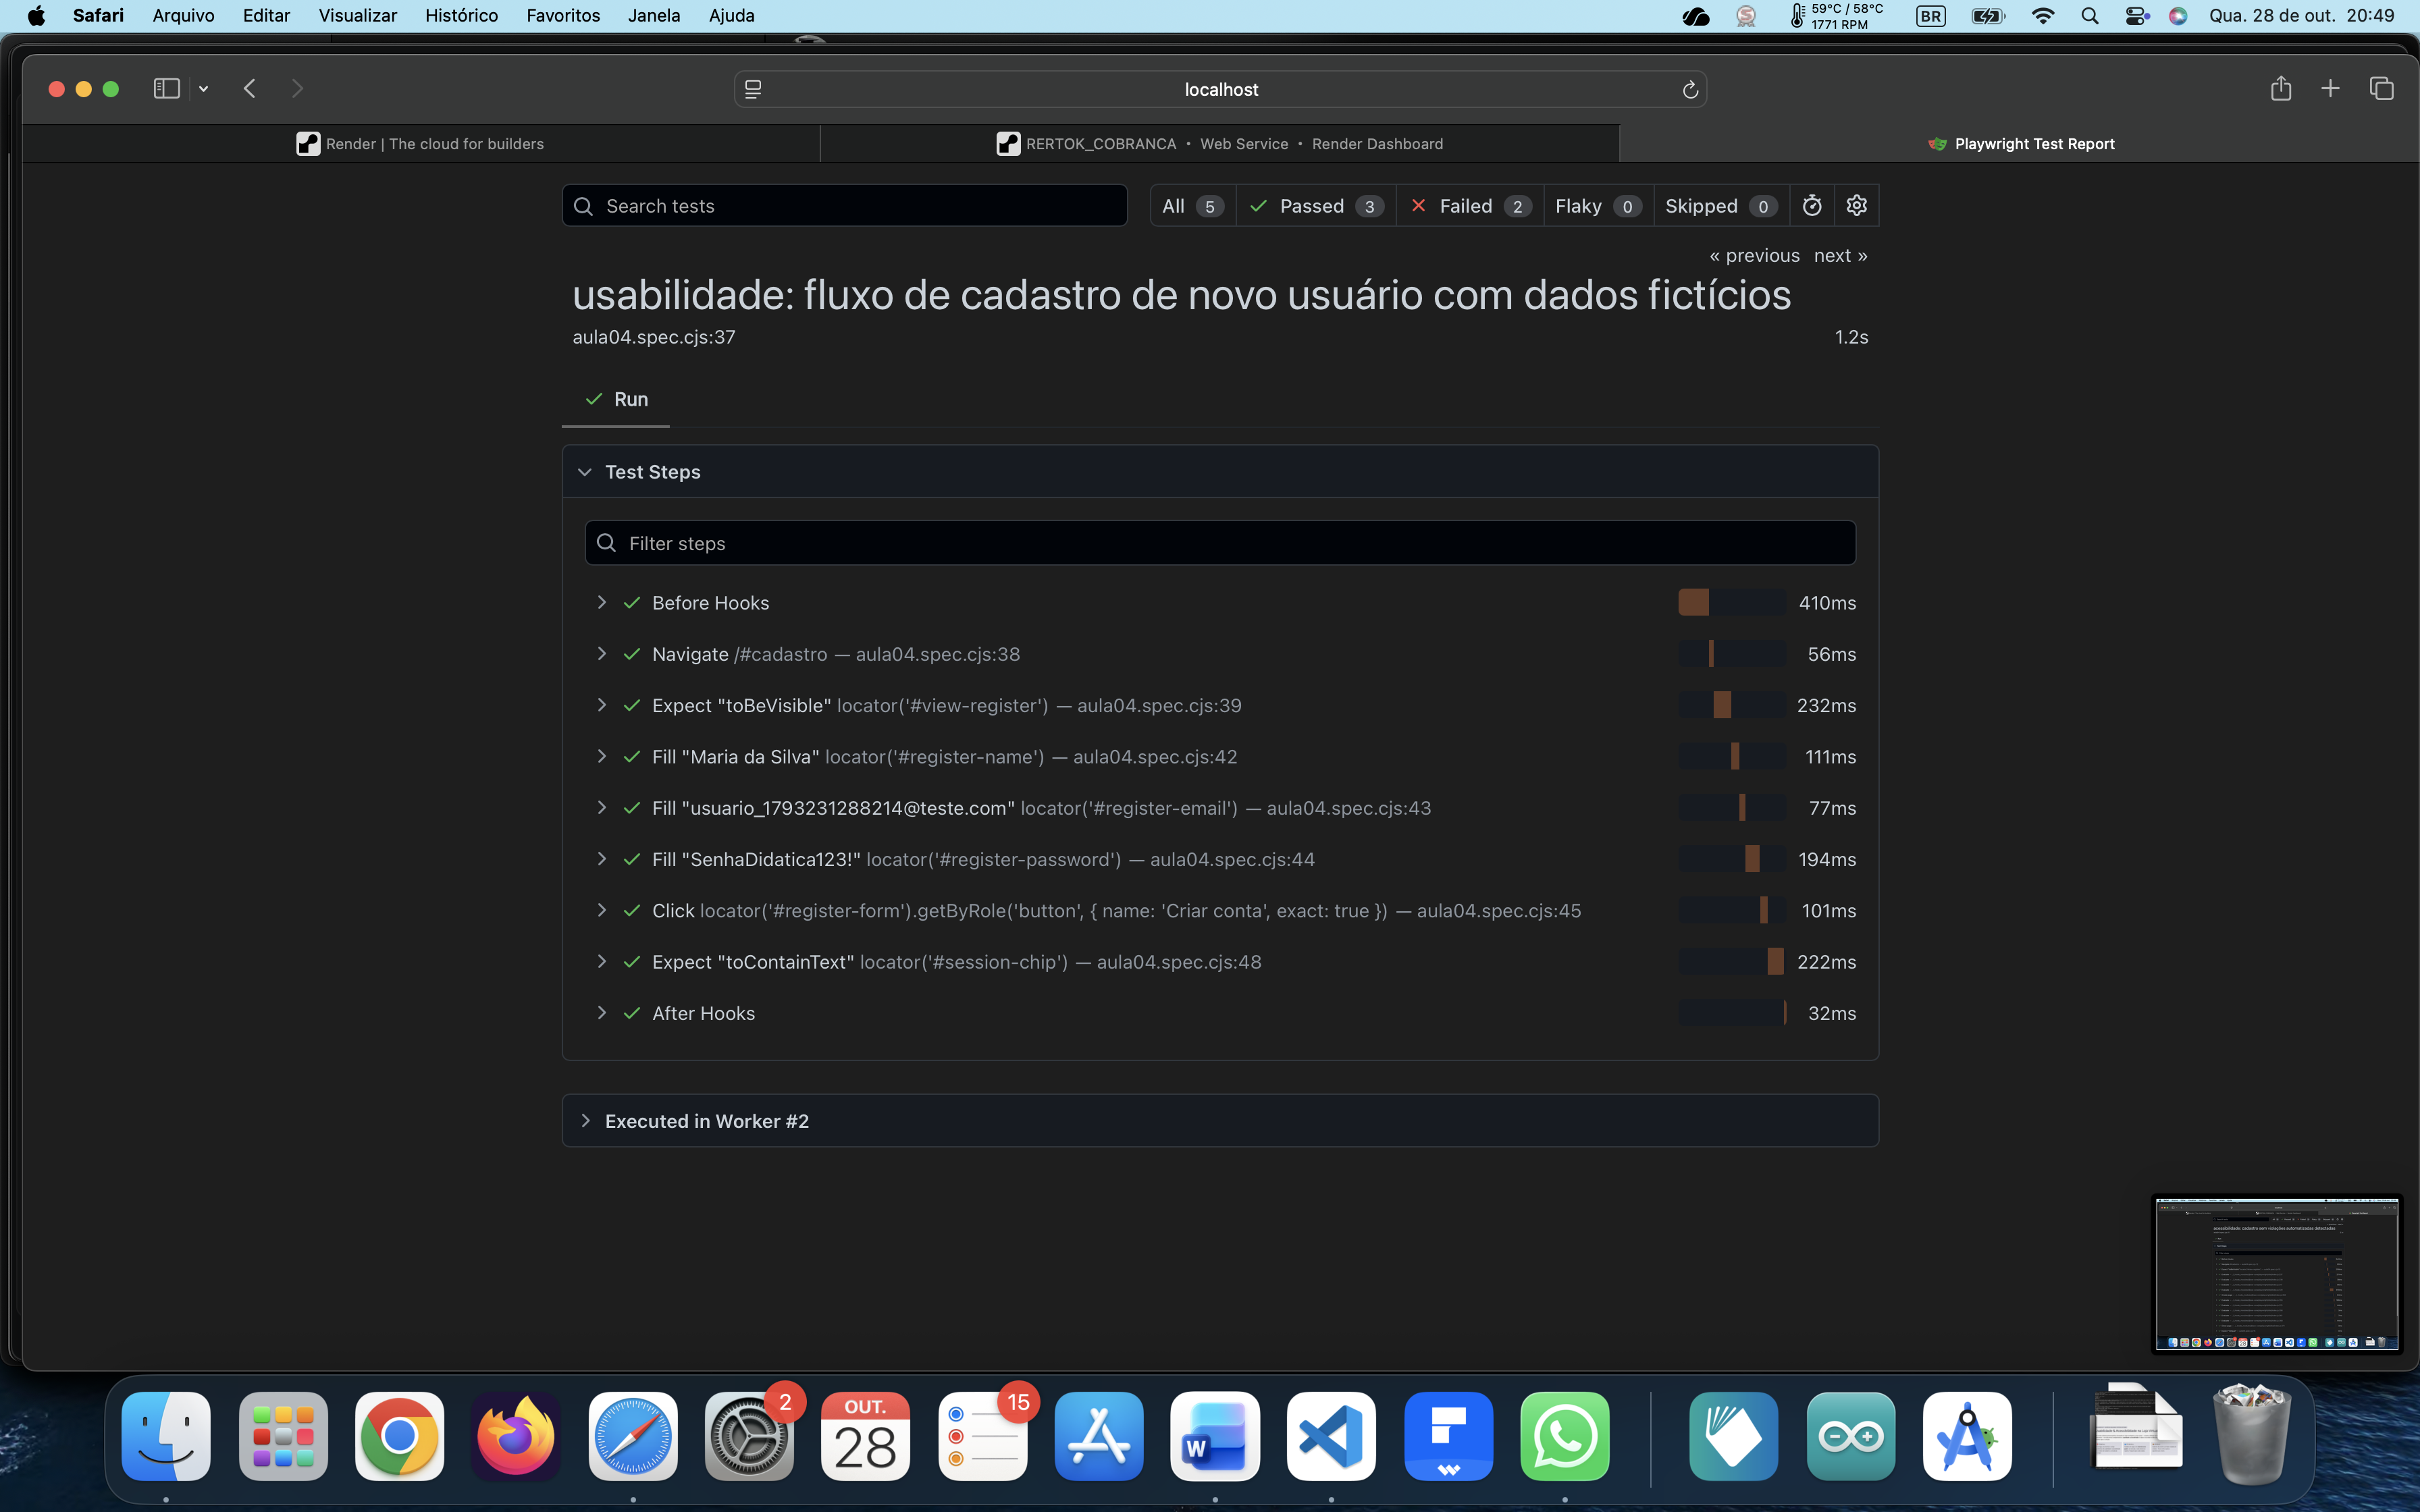 Safari Arquivo Editar Visualizar Histórico Favoritos Janela Ajuda 59°C / 58°C 1771 RPM BR Qua. 28 de out. 20:49
localhost
Render | The cloud for builders RERTOK_COBRANCA • Web Service • Render Dashboard Playwright Test Report
Search tests All 5 Passed 3 Failed 2 Flaky 0 Skipped 0
« previous next »
usabilidade: fluxo de cadastro de novo usuário com dados fictícios
aula04.spec.cjs:37 1.2s
Run
Test Steps
Filter steps
Before Hooks 410ms
Navigate /#cadastro — aula04.spec.cjs:38 56ms
Expect "toBeVisible" locator('#view-register') — aula04.spec.cjs:39 232ms
Fill "Maria da Silva" locator('#register-name') — aula04.spec.cjs:42 111ms
Fill "usuario_1793231288214@teste.com" locator('#register-email') — aula04.spec.cjs:43 77ms
Fill "SenhaDidatica123!" locator('#register-password') — aula04.spec.cjs:44 194ms
Click locator('#register-form').getByRole('button', { name: 'Criar conta', exact: true }) — aula04.spec.cjs:45 101ms
Expect "toContainText" locator('#session-chip') — aula04.spec.cjs:48 222ms
After Hooks 32ms
Executed in Worker #2
2 OUT. 28 15 W